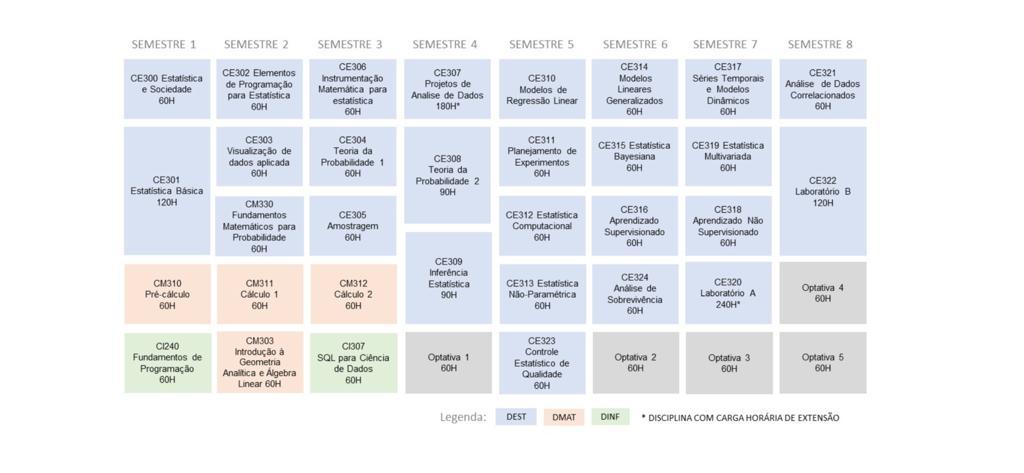 SEMESTRE 1
SEMESTRE 2
SEMESTRE 3
SEMESTRE 4
SEMESTRE 5
SEMESTRE 6
SEMESTRE 7
SEMESTRE 8
CE300 Estatística
e Sociedade
60H
CE302 Elementos
de Programação
para Estatística
60H
CE306
Instrumentação
Matemática para
estatística
60H
CE307
Projetos de
Analise de Dados
180H*
CE310
Modelos de
Regressão Linear
CE314
Modelos
Lineares
Generalizados
60H
CE317
Séries Temporais
e Modelos
Dinâmicos
60H
CE321
Análise de Dados
Correlacionados
60H
CE301
Estatística Básica
120H
CE303
Visualização de
dados aplicada
60H
CE304
Teoria da
Probabilidade 1
60H
CE308
Teoria da
Probabilidade 2
90H
CE311
Planejamento de
Experimentos
60H
CE315 Estatística
Bayesiana
60H
CE319 Estatística
Multivariada
60H
CE322
Laboratório B
120H
CM330
Fundamentos
Matemáticos para
Probabilidade
60H
CE305
Amostragem
60H
CE309
Inferência
Estatística
90H
CE312 Estatística
Computacional
60H
CE316
Aprendizado
Supervisionado
60H
CE318
Aprendizado Não
Supervisionado
60H
CM310
Pré-cálculo
60H
CM311
Cálculo 1
60H
CM312
Cálculo 2
60H
CE313 Estatística
Não-Paramétrica
60H
CE324
Análise de
Sobrevivência
60H
CE320
Laboratório A
240H*
Optativa 4
60H
CI240
Fundamentos de
Programação
60H
CM303
Introdução à
Geometria
Analítica e Álgebra
Linear 60H
CI307
SQL para Ciência
de Dados
60H
Optativa 1
60H
CE323
Controle
Estatístico de
Qualidade
60H
Optativa 2
60H
Optativa 3
60H
Optativa 5
60H
Legenda:
DEST
DMAT
DINF
* DISCIPLINA COM CARGA HORÁRIA DE EXTENSÃO